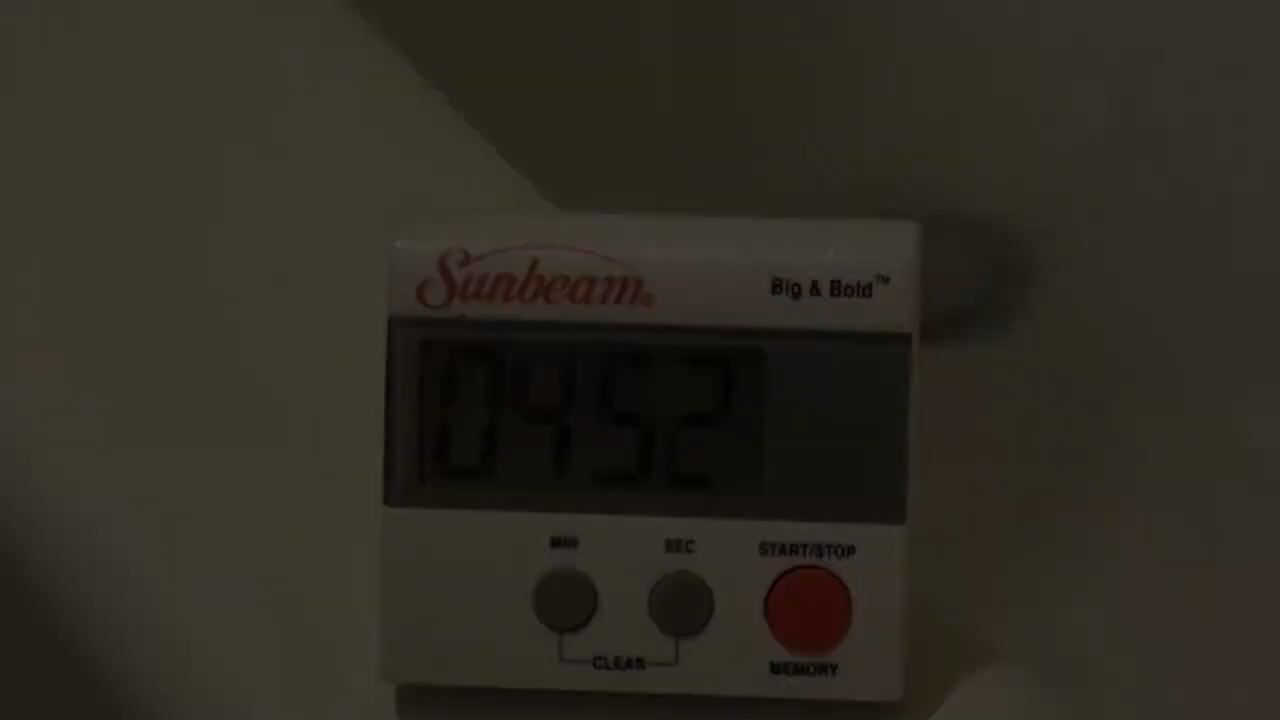 Sunbeam®
Big & Bold™
0452
MIN
SEC
START/STOP
CLEAR
MEMORY